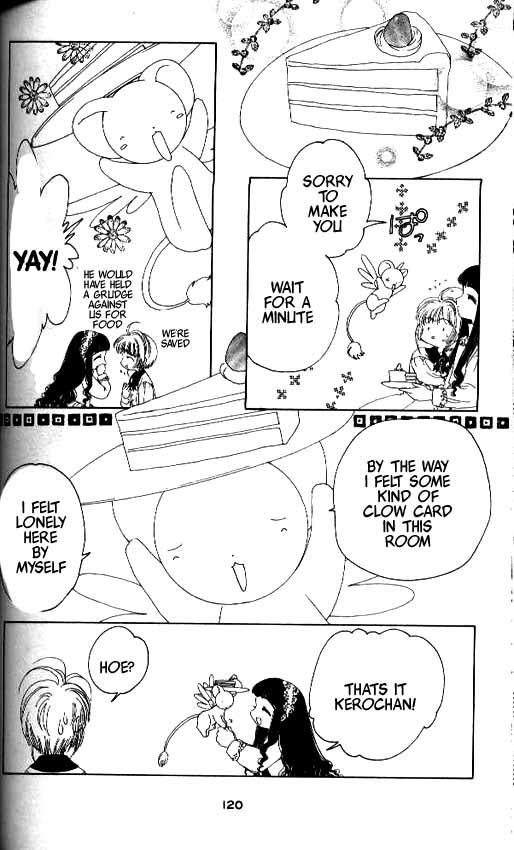 SORRY
TO
MAKE
YOU
WAIT
FOR A
MINUTE
YAY!
HE WOULD
HAVE HELD
A GRUDGE
AGAINST
US FOR
FOOD
WE'RE
SAVED
BY THE WAY
I FELT SOME
KIND OF
CLOW CARD
IN THIS
ROOM
I FELT
LONELY
HERE
BY
MYSELF
THATS IT
KEROCHAN!
HOE?
120